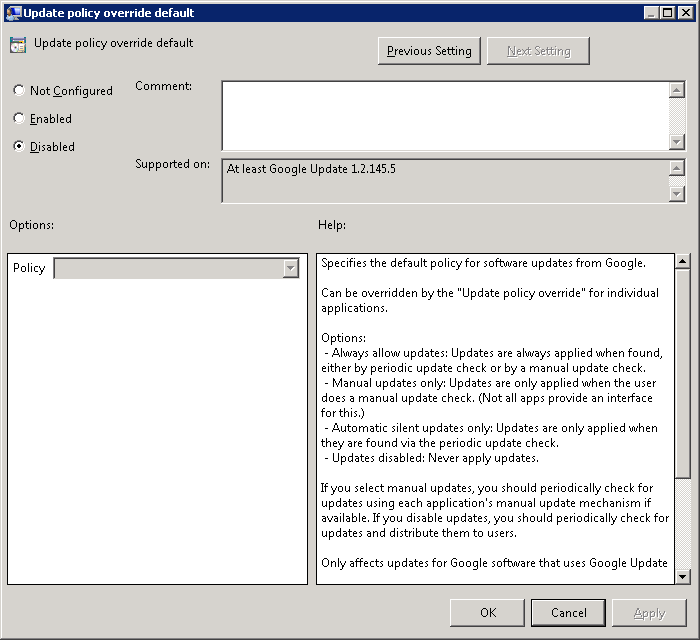 Update policy override default
Update policy override default
Previous Setting
Next Setting
Not Configured
Comment:
Enabled
Disabled
Supported on:
At least Google Update 1.2.145.5
Options:
Help:
Policy
Specifies the default policy for software updates from Google.
Can be overridden by the "Update policy override" for individual
applications.
Options:
- Always allow updates: Updates are always applied when found,
either by periodic update check or by a manual update check.
- Manual updates only: Updates are only applied when the user
does a manual update check. (Not all apps provide an interface
for this.)
- Automatic silent updates only: Updates are only applied when
they are found via the periodic update check.
- Updates disabled: Never apply updates.
If you select manual updates, you should periodically check for
updates using each application's manual update mechanism if
available. If you disable updates, you should periodically check for
updates and distribute them to users.
Only affects updates for Google software that uses Google Update
OK
Cancel
Apply